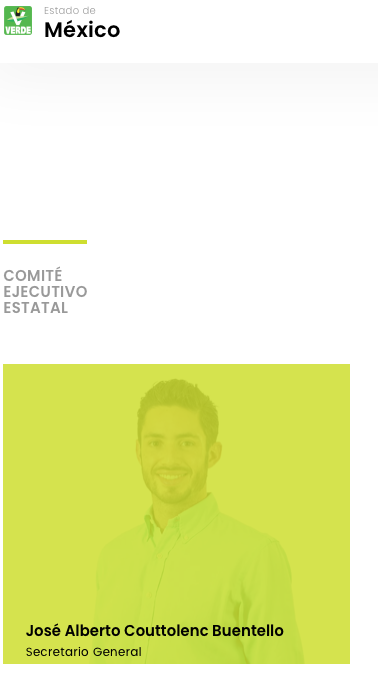 VERDE
Estado de
México
COMITÉ
EJECUTIVO
ESTATAL
José Alberto Couttolenc Buentello
Secretario General